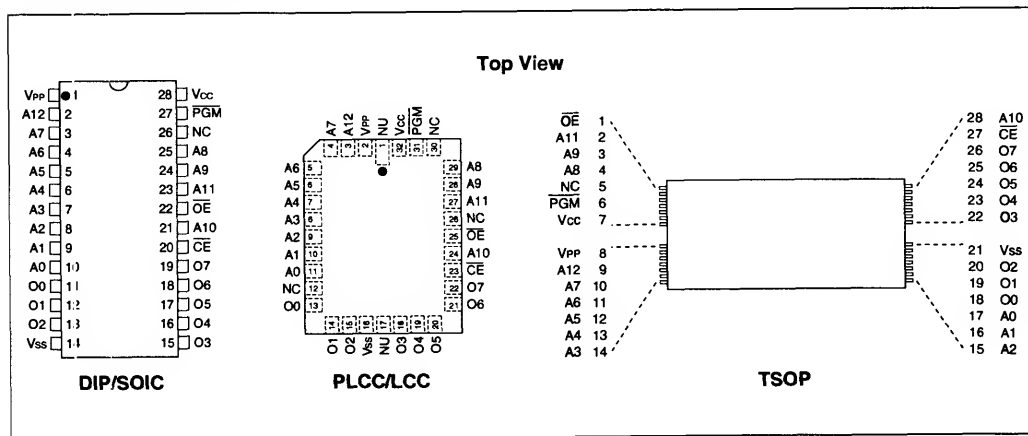 Top View
VPP 1 28 VCC
A12 2 27 P̅G̅M̅
A7 3 26 NC
A6 4 25 A8
A5 5 24 A9
A4 6 23 A11
A3 7 22 O̅E̅
A2 8 21 A10
A1 9 20 C̅E̅
A0 10 19 O7
O0 11 18 O6
O1 12 17 O5
O2 13 16 O4
VSS 14 15 O3
DIP/SOIC
A7 A12 VPP NU VCC P̅G̅M̅ NC
4 3 2 1 32 31 30
A6 5 29 A8
A5 6 28 A9
A4 7 27 A11
A3 8 26 NC
A2 9 25 O̅E̅
A1 10 24 A10
A0 11 23 C̅E̅
NC 12 22 O7
O0 13 21 O6
14 15 16 17 18 19 20
O1 O2 VSS NU O3 O4 O5
PLCC/LCC
O̅E̅ 1 28 A10
A11 2 27 C̅E̅
A9 3 26 O7
A8 4 25 O6
NC 5 24 O5
P̅G̅M̅ 6 23 O4
VCC 7 22 O3
VPP 8 21 VSS
A12 9 20 O2
A7 10 19 O1
A6 11 18 O0
A5 12 17 A0
A4 13 16 A1
A3 14 15 A2
TSOP